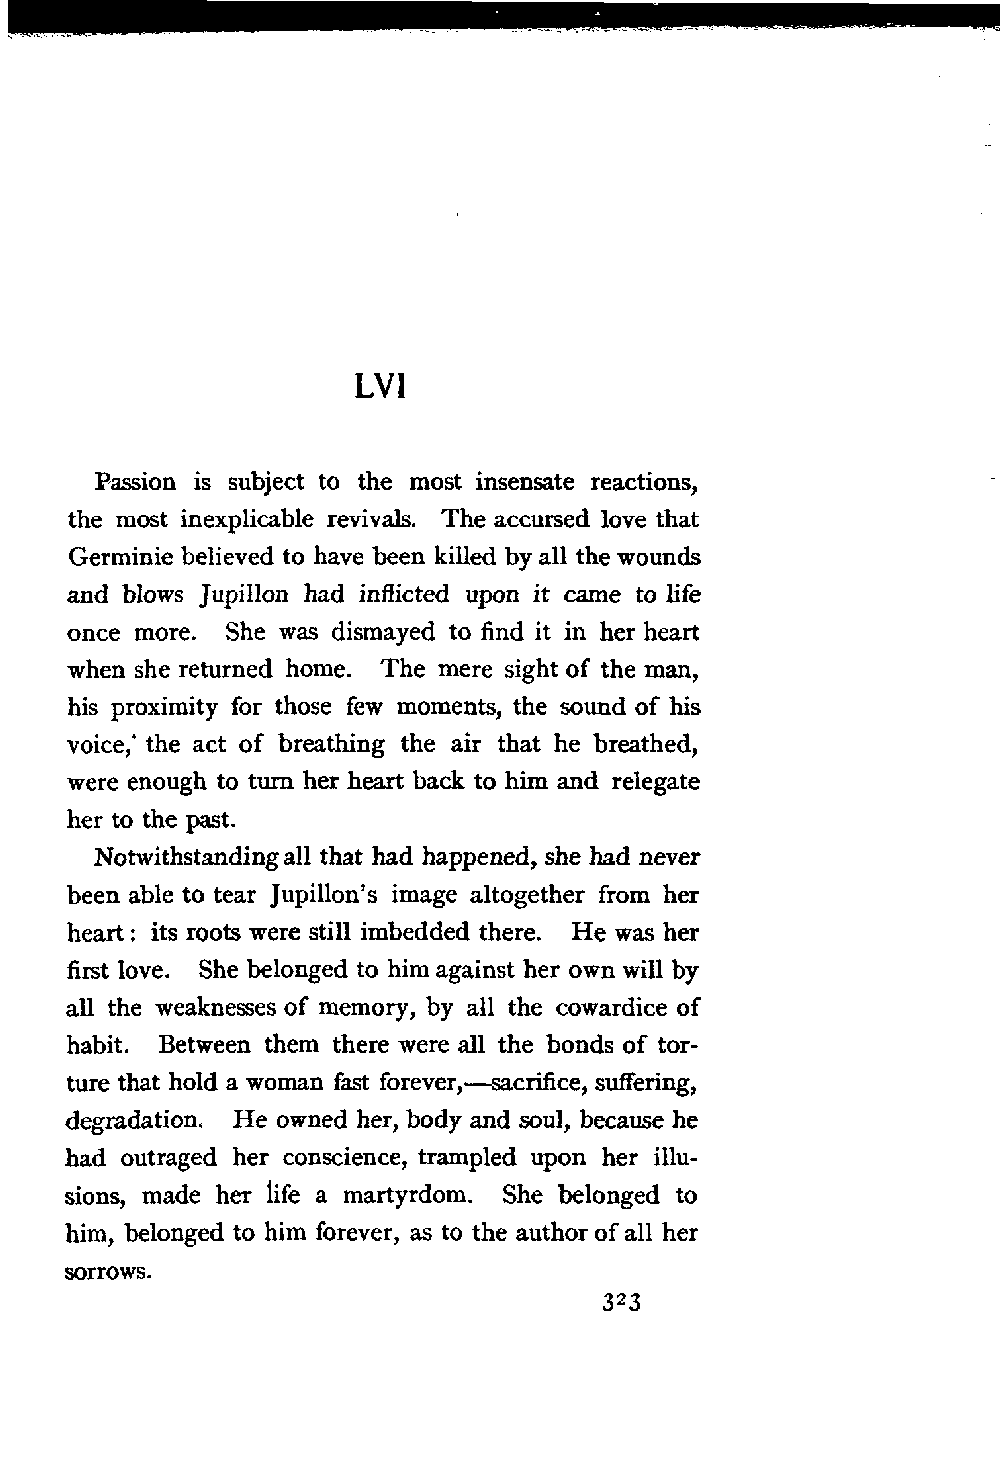 LVI
Passion is subject to the most insensate reactions,
the most inexplicable revivals. The accursed love that
Germinie believed to have been killed by all the wounds
and blows Jupillon had inflicted upon it came to life
once more. She was dismayed to find it in her heart
when she returned home. The mere sight of the man,
his proximity for those few moments, the sound of his
voice, the act of breathing the air that he breathed,
were enough to turn her heart back to him and relegate
her to the past.
Notwithstanding all that had happened, she had never
been able to tear Jupillon's image altogether from her
heart: its roots were still imbedded there. He was her
first love. She belonged to him against her own will by
all the weaknesses of memory, by all the cowardice of
habit. Between them there were all the bonds of tor-
ture that hold a woman fast forever,—sacrifice, suffering,
degradation. He owned her, body and soul, because he
had outraged her conscience, trampled upon her illu-
sions, made her life a martyrdom. She belonged to
him, belonged to him forever, as to the author of all her
sorrows.
323